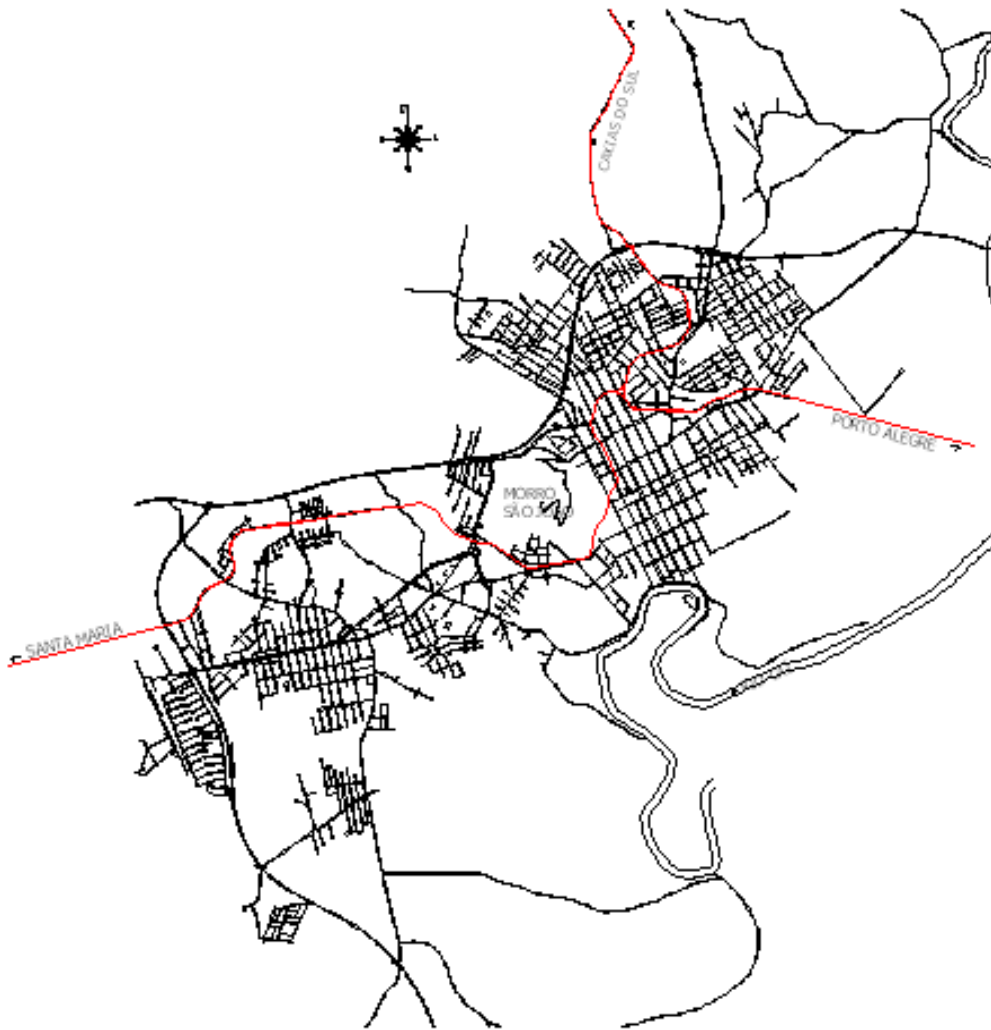 CAXIAS DO SUL
PORTO ALEGRE
MORRO
SÃO JOÃO
SANTA MARIA